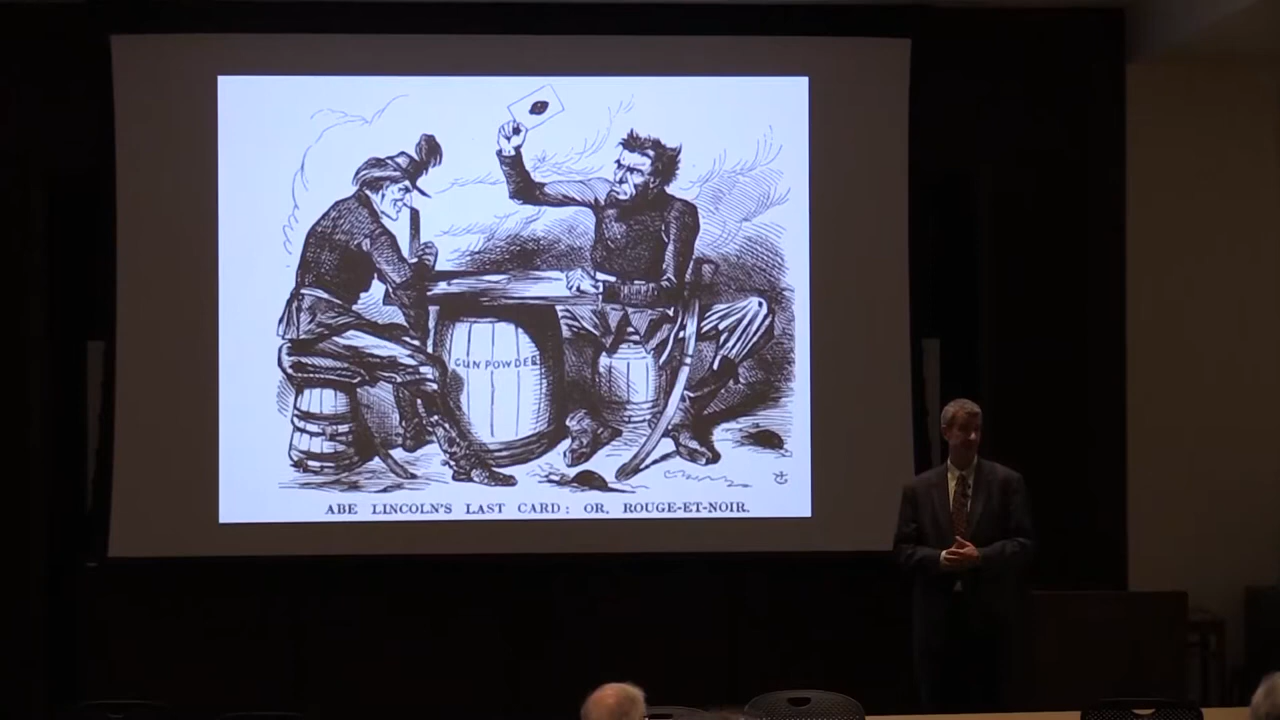 GUNPOWDER
ABE LINCOLN'S LAST CARD; OR, ROUGE-ET-NOIR.